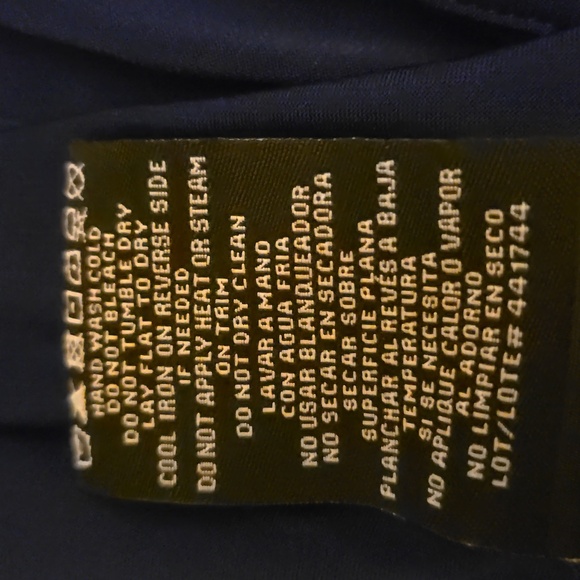 HAND WASH COLD
DO NOT BLEACH
DO NOT TUMBLE DRY
LAY FLAT TO DRY
COOL IRON ON REVERSE SIDE
IF NEEDED
DO NOT APPLY HEAT OR STEAM
ON TRIM
DO NOT DRY CLEAN
LAVAR A MANO
CON AGUA FRIA
NO USAR BLANQUEADOR
NO SECAR EN SECADORA
SECAR SOBRE
SUPERFICIE PLANA
PLANCHAR AL REVÉS A BAJA
TEMPERATURA
SI SE NECESITA
NO APLIQUE CALOR O VAPOR
AL ADORNO
NO LIMPIAR EN SECO
LOT/LOTE# 441744